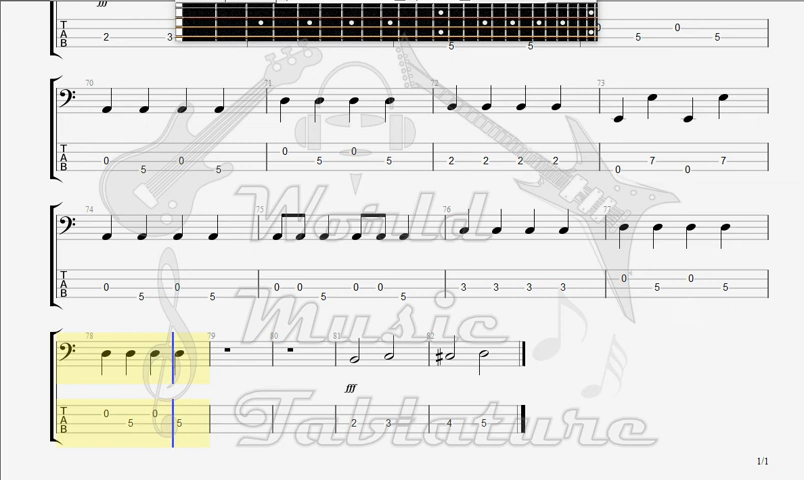 fff
2 3 5 5 5 0 5
70 71 72 73
T
A
B
0 5 0 5 0 5 0 5 2 2 2 2 0 7 0 7
74 75 76 77
T
A
B
0 5 0 5 0 0 5 0 0 5 3 3 3 3 0 5 0 5
78 79 80 81 82
fff
T
A
B
0 5 0 5 2 3 4 5
World
Music
Tablature
1/1